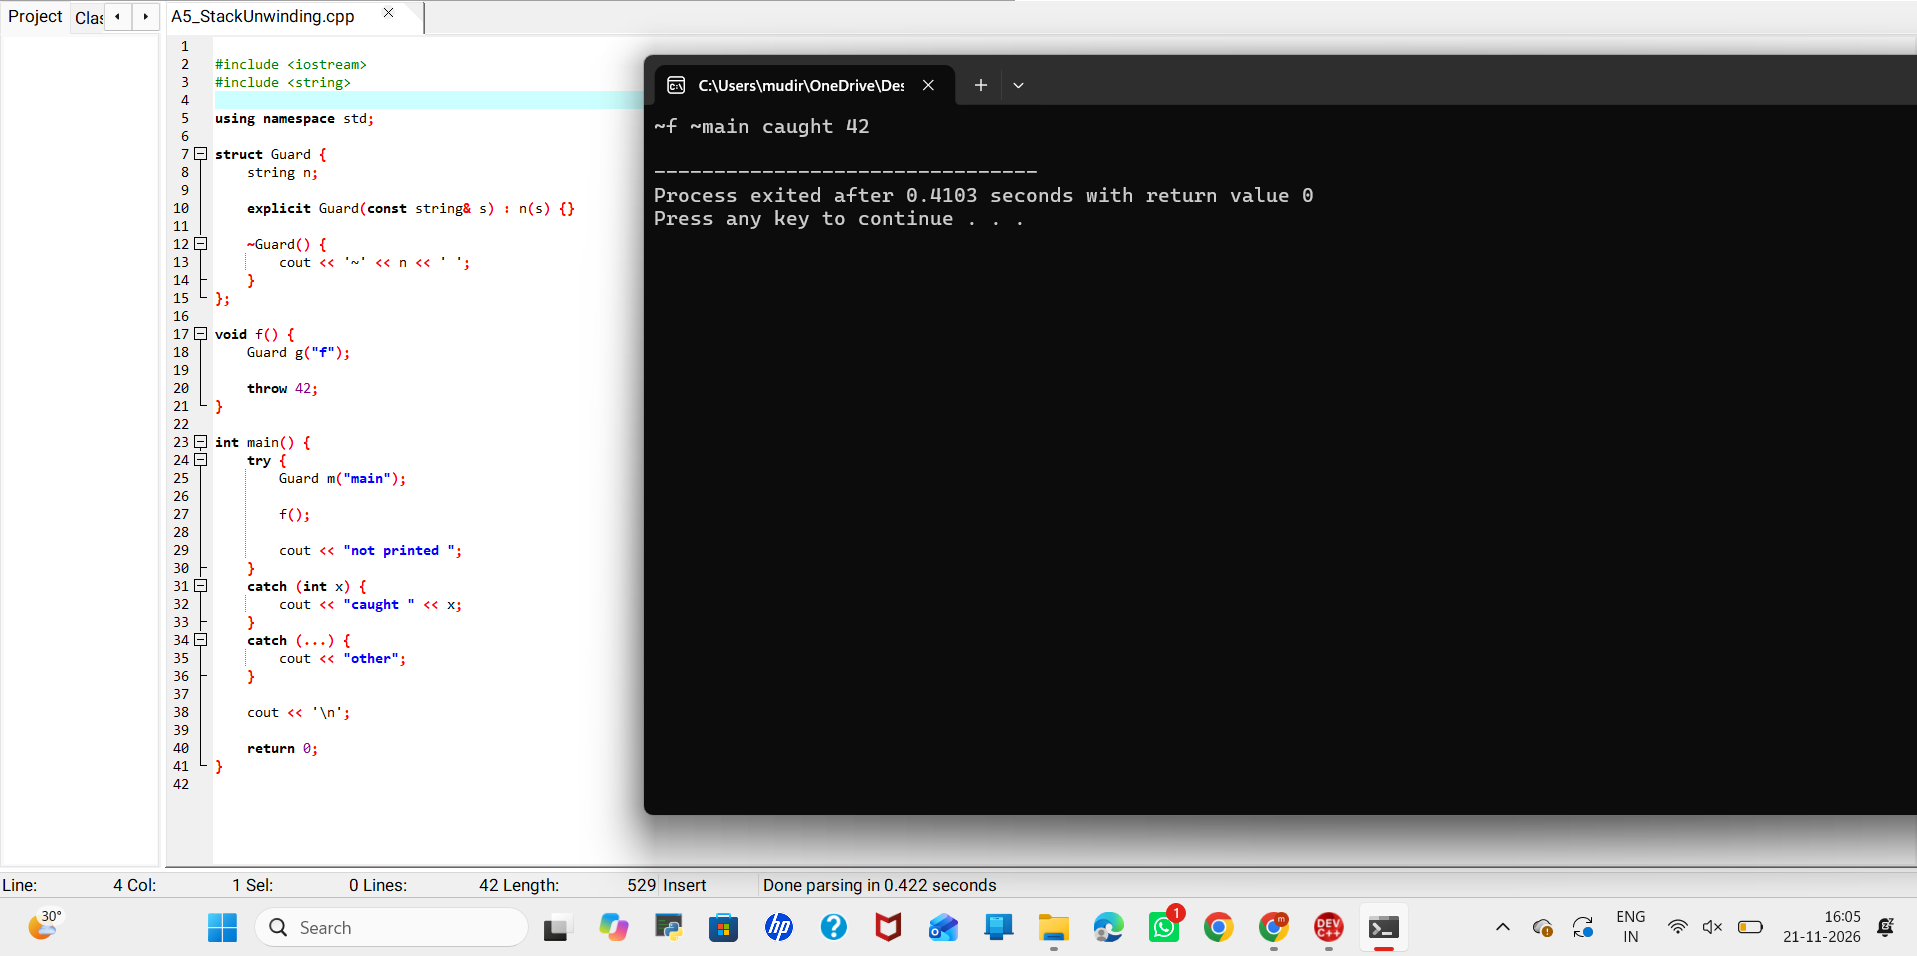 Project Clas A5_StackUnwinding.cpp
1
2 #include <iostream>
3 #include <string>
4
5 using namespace std;
6
7 struct Guard {
8 string n;
9
10 explicit Guard(const string& s) : n(s) {}
11
12 ~Guard() {
13 cout << '~' << n << ' ';
14 }
15 };
16
17 void f() {
18 Guard g("f");
19
20 throw 42;
21 }
22
23 int main() {
24 try {
25 Guard m("main");
26
27 f();
28
29 cout << "not printed ";
30 }
31 catch (int x) {
32 cout << "caught " << x;
33 }
34 catch (...) {
35 cout << "other";
36 }
37
38 cout << '\n';
39
40 return 0;
41 }
42
C:\Users\mudir\OneDrive\Des
~f ~main caught 42
--------------------------------
Process exited after 0.4103 seconds with return value 0
Press any key to continue . . .
Line: 4 Col: 1 Sel: 0 Lines: 42 Length: 529 Insert Done parsing in 0.422 seconds
30°
Search
hp
?
1
m
DEV
C++
ENG
IN
16:05
21-11-2026